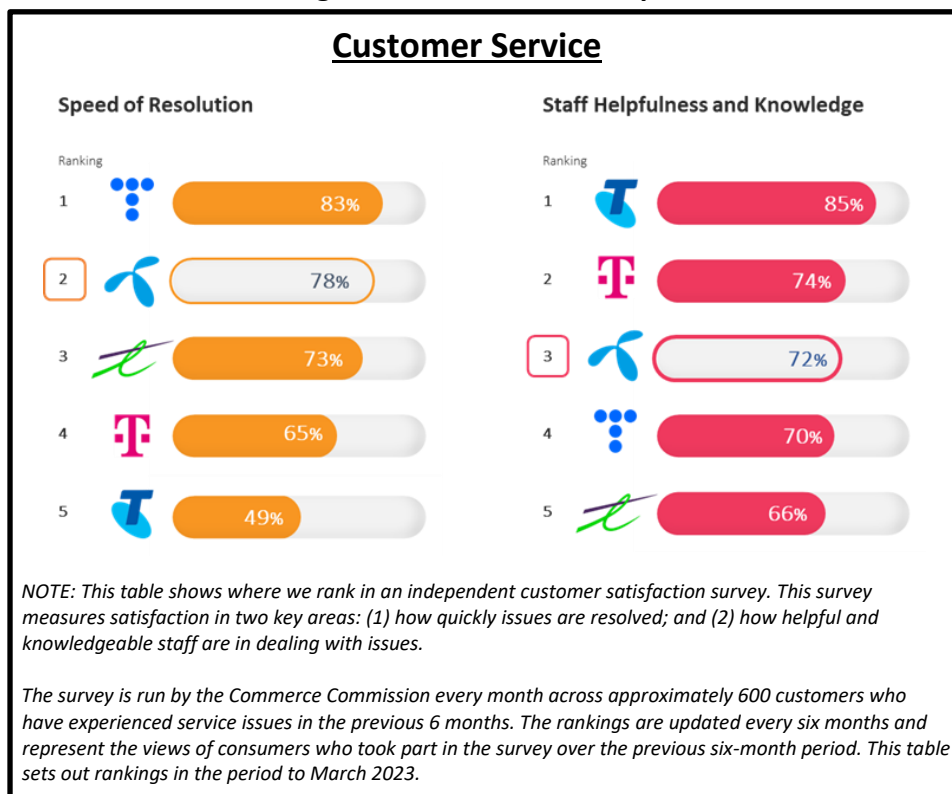 Customer Service
Speed of Resolution
Ranking
1 83%
2 78%
3 73%
4 65%
5 49%
Staff Helpfulness and Knowledge
Ranking
1 T 85%
2 T 74%
3 72%
4 70%
5 66%
NOTE: This table shows where we rank in an independent customer satisfaction survey. This survey
measures satisfaction in two key areas: (1) how quickly issues are resolved; and (2) how helpful and
knowledgeable staff are in dealing with issues.
The survey is run by the Commerce Commission every month across approximately 600 customers who
have experienced service issues in the previous 6 months. The rankings are updated every six months and
represent the views of consumers who took part in the survey over the previous six-month period. This table
sets out rankings in the period to March 2023.